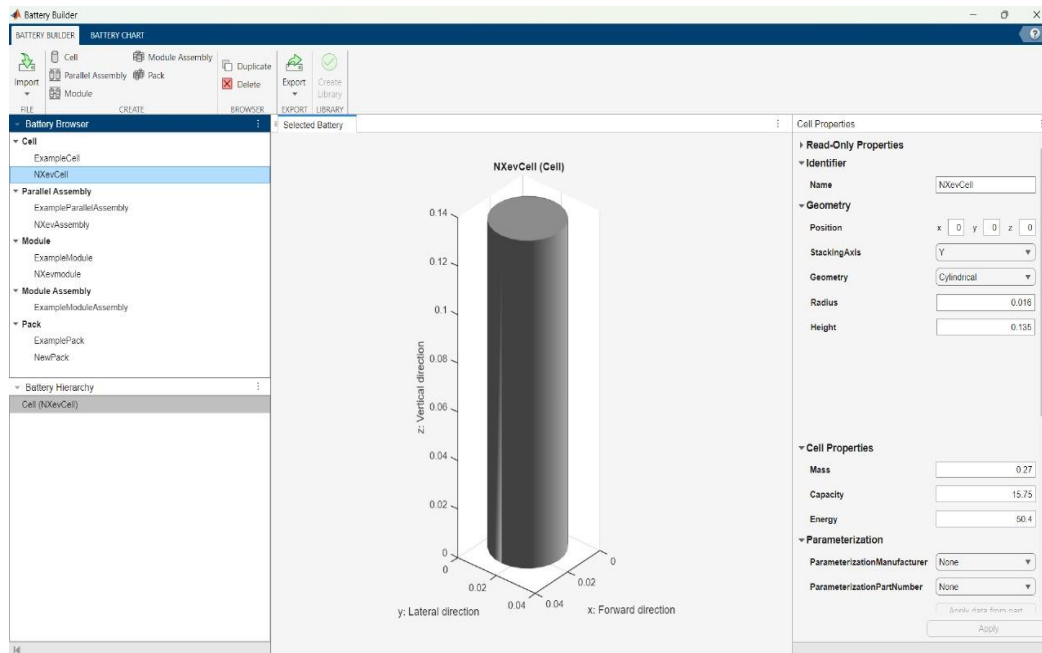 Battery Builder
BATTERY BUILDER BATTERY CHART
Import
Cell
Parallel Assembly
Module
Module Assembly
Pack
Duplicate
Delete
Export
Create
Library
FILE CREATE BROWSER EXPORT LIBRARY
Battery Browser
Cell
ExampleCell
NXevCell
Parallel Assembly
ExampleParallelAssembly
NXevAssembly
Module
ExampleModule
NXevmodule
Module Assembly
ExampleModuleAssembly
Pack
ExamplePack
NewPack
Battery Hierarchy
Cell (NXevCell)
Selected Battery
NXevCell (Cell)
0.14
0.12
0.1
0.08
0.06
0.04
0.02
0
z: Vertical direction
0
0.02
0.04
y: Lateral direction
0.04
0.02
0
x: Forward direction
Cell Properties
Read-Only Properties
Identifier
Name NXevCell
Geometry
Position x 0 y 0 z 0
StackingAxis Y
Geometry Cylindrical
Radius 0.016
Height 0.135
Cell Properties
Mass 0.27
Capacity 15.75
Energy 50.4
Parameterization
ParameterizationManufacturer None
ParameterizationPartNumber None
Apply data from part
Apply